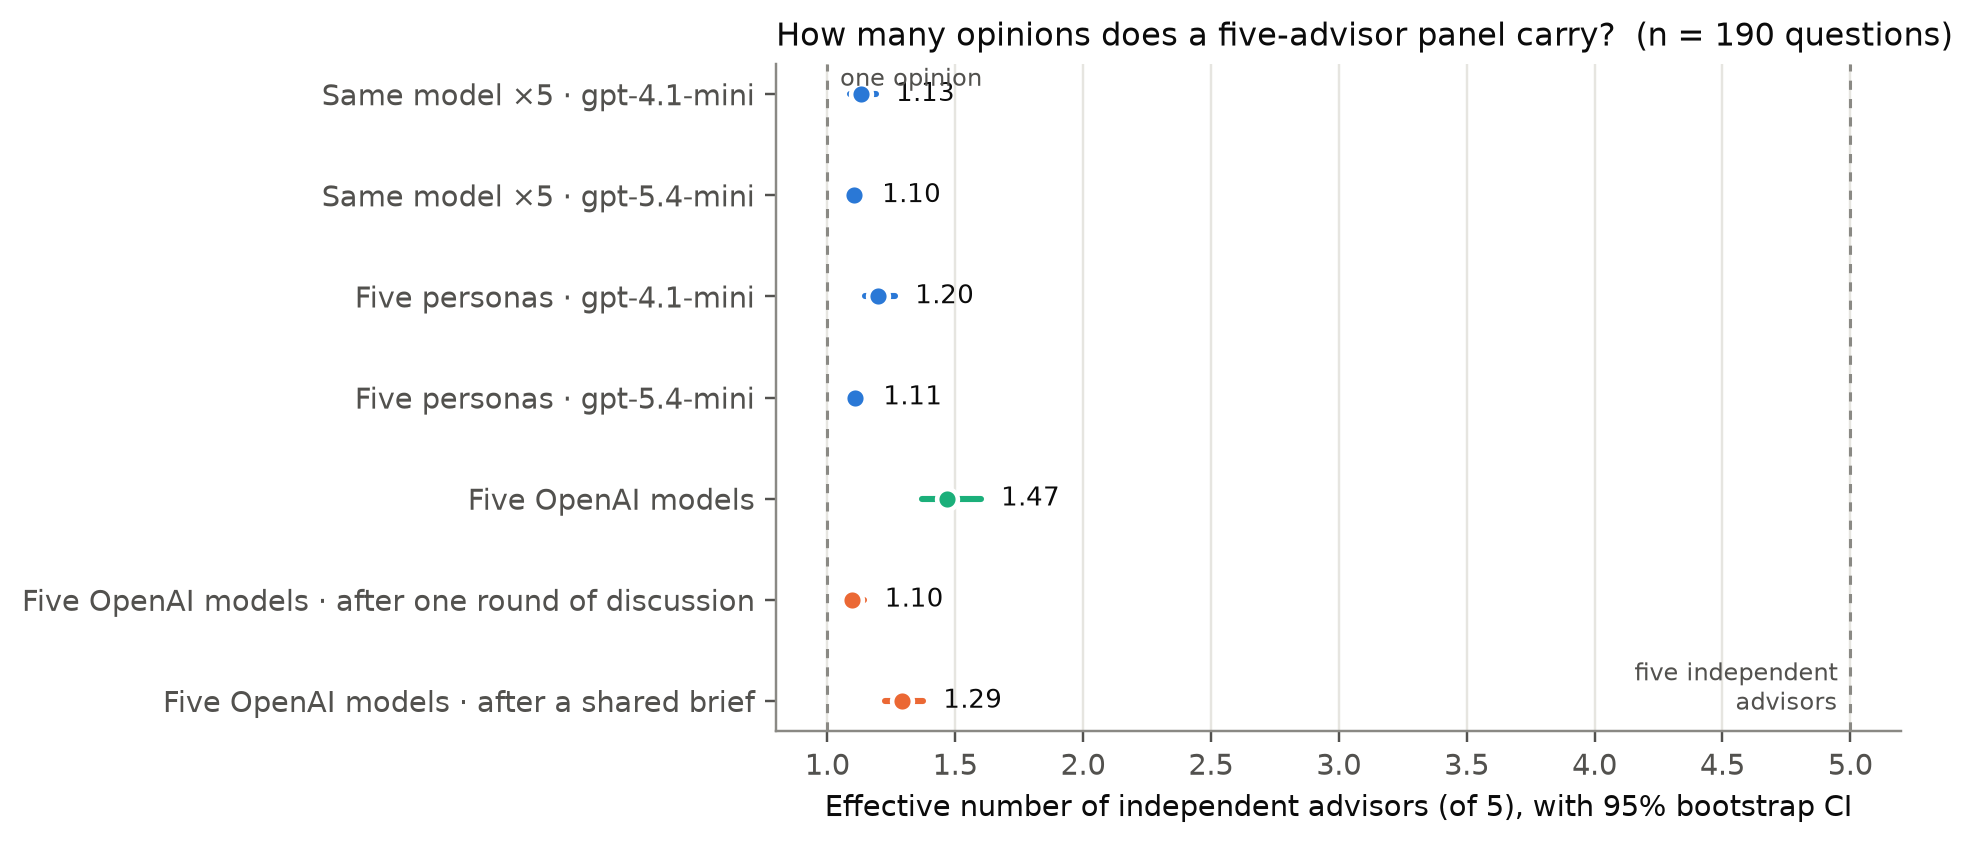 How many opinions does a five-advisor panel carry?  (n = 190 questions)
one opinion
Same model ×5 · gpt-4.1-mini
1.13
Same model ×5 · gpt-5.4-mini
1.10
Five personas · gpt-4.1-mini
1.20
Five personas · gpt-5.4-mini
1.11
Five OpenAI models
1.47
Five OpenAI models · after one round of discussion
1.10
Five OpenAI models · after a shared brief
1.29
five independent
advisors
1.0 1.5 2.0 2.5 3.0 3.5 4.0 4.5 5.0
Effective number of independent advisors (of 5), with 95% bootstrap CI